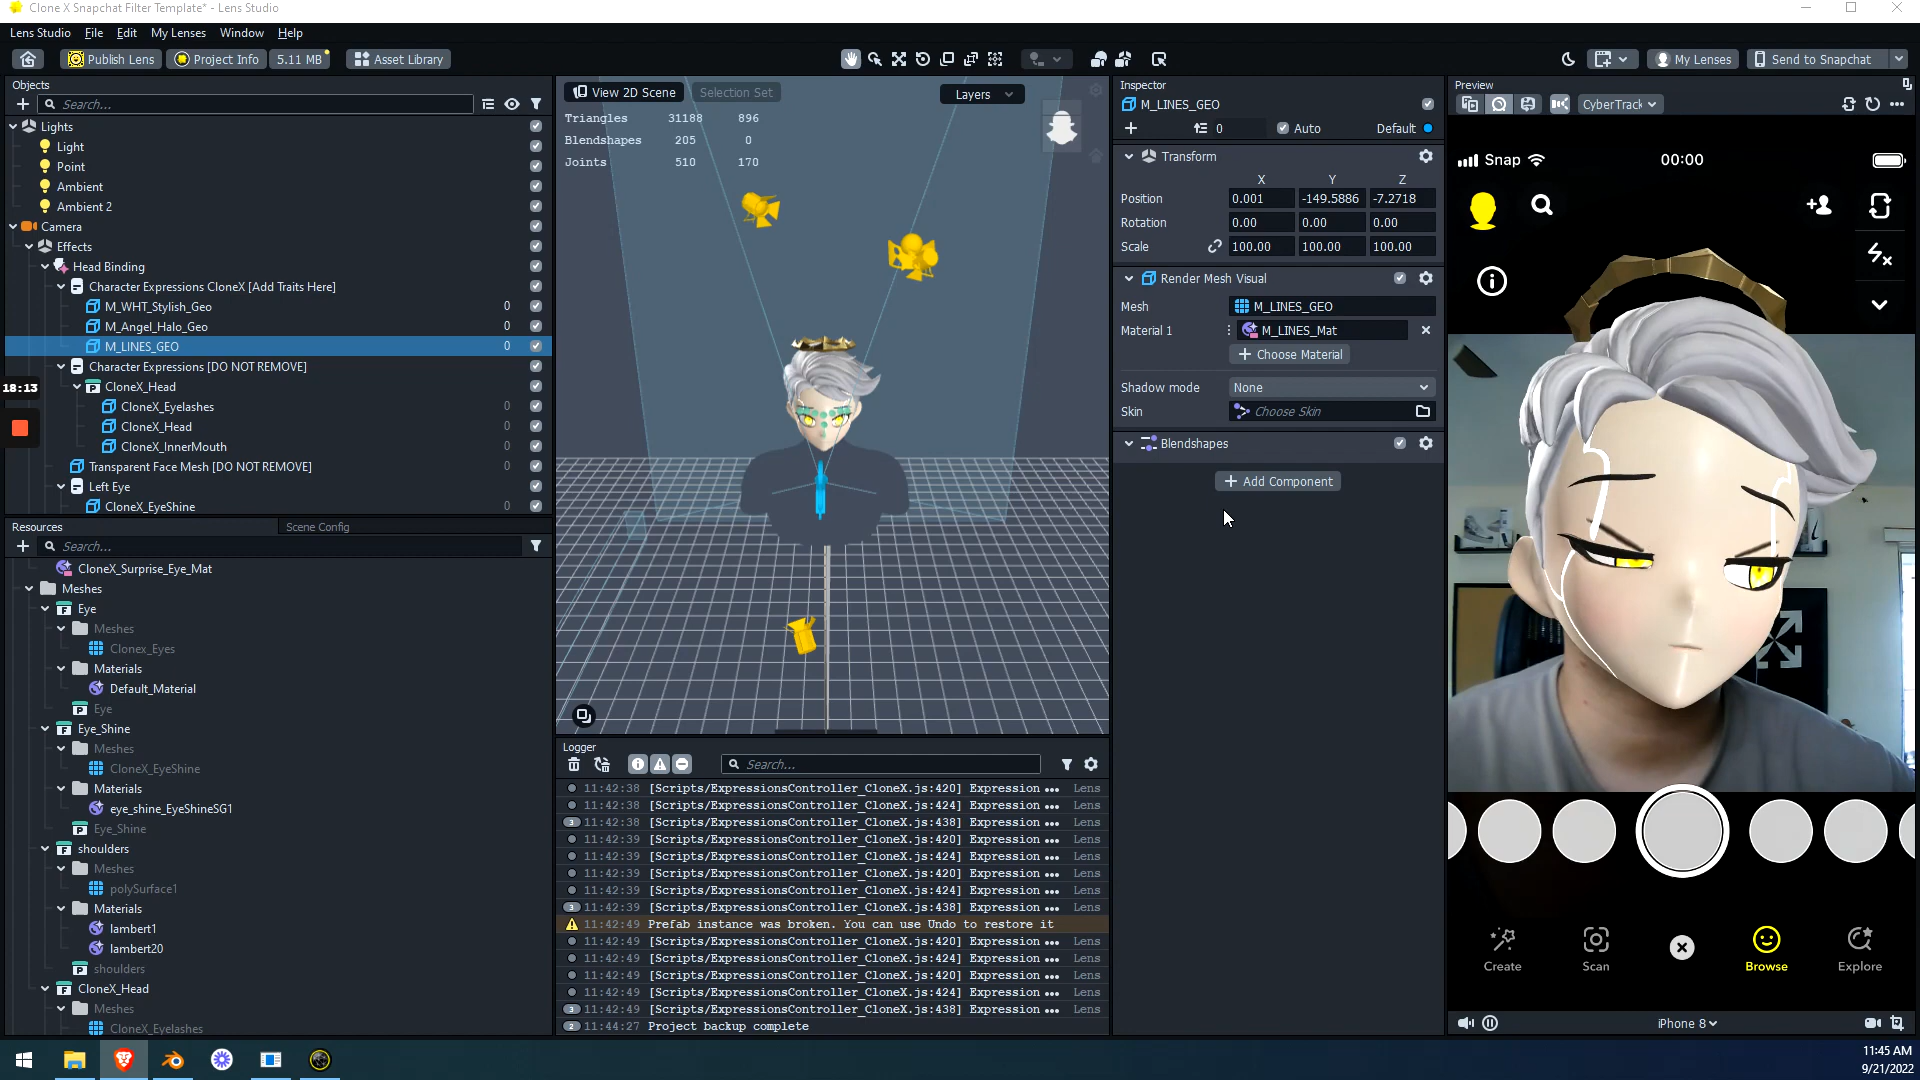 Clone X Snapchat Filter Template* - Lens Studio
Lens Studio File Edit My Lenses Window Help
Publish Lens Project Info 5.11 MB Asset Library My Lenses Send to Snapchat
Objects
Search...
Lights
Light
Point
Ambient
Ambient 2
Camera
Effects
Head Binding
Character Expressions CloneX [Add Traits Here]
M_WHT_Stylish_Geo 0
M_Angel_Halo_Geo 0
M_LINES_GEO 0
Character Expressions [DO NOT REMOVE]
18:13
CloneX_Head
CloneX_Eyelashes 0
CloneX_Head 0
CloneX_InnerMouth 0
Transparent Face Mesh [DO NOT REMOVE] 0
Left Eye
CloneX_EyeShine 0
Resources Scene Config
Search...
CloneX_Surprise_Eye_Mat
Meshes
Eye
Meshes
Clonex_Eyes
Materials
Default_Material
Eye
Eye_Shine
Meshes
CloneX_EyeShine
Materials
eye_shine_EyeShineSG1
Eye_Shine
shoulders
Meshes
polySurface1
Materials
lambert1
lambert20
shoulders
CloneX_Head
Meshes
CloneX_Eyelashes
View 2D Scene Selection Set Layers
Triangles 31188 896
Blendshapes 205 0
Joints 510 170
Logger
Search...
11:42:38 [Scripts/ExpressionsController_CloneX.js:420] Expression ••• Lens
11:42:38 [Scripts/ExpressionsController_CloneX.js:424] Expression ••• Lens
3 11:42:38 [Scripts/ExpressionsController_CloneX.js:438] Expression ••• Lens
11:42:39 [Scripts/ExpressionsController_CloneX.js:420] Expression ••• Lens
11:42:39 [Scripts/ExpressionsController_CloneX.js:424] Expression ••• Lens
11:42:39 [Scripts/ExpressionsController_CloneX.js:420] Expression ••• Lens
11:42:39 [Scripts/ExpressionsController_CloneX.js:424] Expression ••• Lens
3 11:42:39 [Scripts/ExpressionsController_CloneX.js:438] Expression ••• Lens
11:42:49 Prefab instance was broken. You can use Undo to restore it
11:42:49 [Scripts/ExpressionsController_CloneX.js:420] Expression ••• Lens
11:42:49 [Scripts/ExpressionsController_CloneX.js:424] Expression ••• Lens
11:42:49 [Scripts/ExpressionsController_CloneX.js:420] Expression ••• Lens
11:42:49 [Scripts/ExpressionsController_CloneX.js:424] Expression ••• Lens
3 11:42:49 [Scripts/ExpressionsController_CloneX.js:438] Expression ••• Lens
2 11:44:27 Project backup complete
Inspector
M_LINES_GEO
0 Auto Default
Transform
X Y Z
Position 0.001 -149.5886 -7.2718
Rotation 0.00 0.00 0.00
Scale 100.00 100.00 100.00
Render Mesh Visual
Mesh M_LINES_GEO
Material 1 M_LINES_Mat
Choose Material
Shadow mode None
Skin Choose Skin
Blendshapes
Add Component
Preview
CyberTrack
Snap 00:00
Create Scan Browse Explore
iPhone 8
11:45 AM
9/21/2022